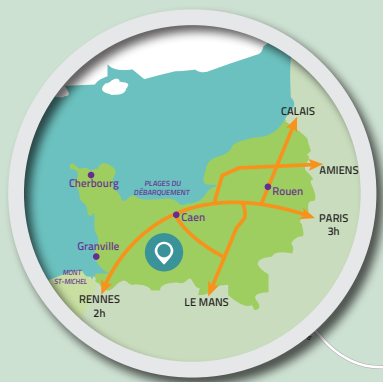 CALAIS
AMIENS
Cherbourg
PLAGES DU
DÉBARQUEMENT
Rouen
Caen
PARIS
3h
Granville
MONT
ST-MICHEL
RENNES
2h
LE MANS